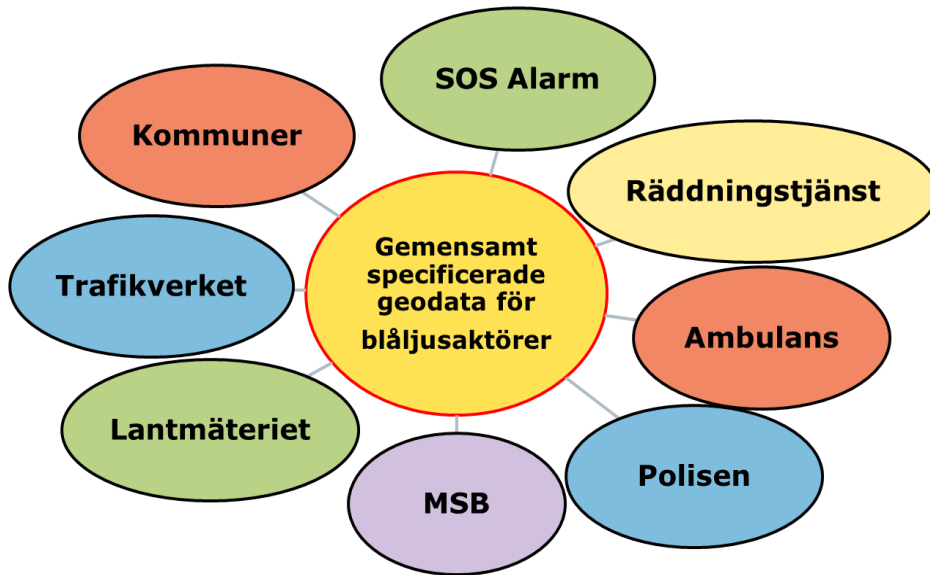 SOS Alarm
Kommuner
Räddningstjänst
Gemensamt
specificerade
geodata för
blåljusaktörer
Trafikverket
Ambulans
Lantmäteriet
Polisen
MSB